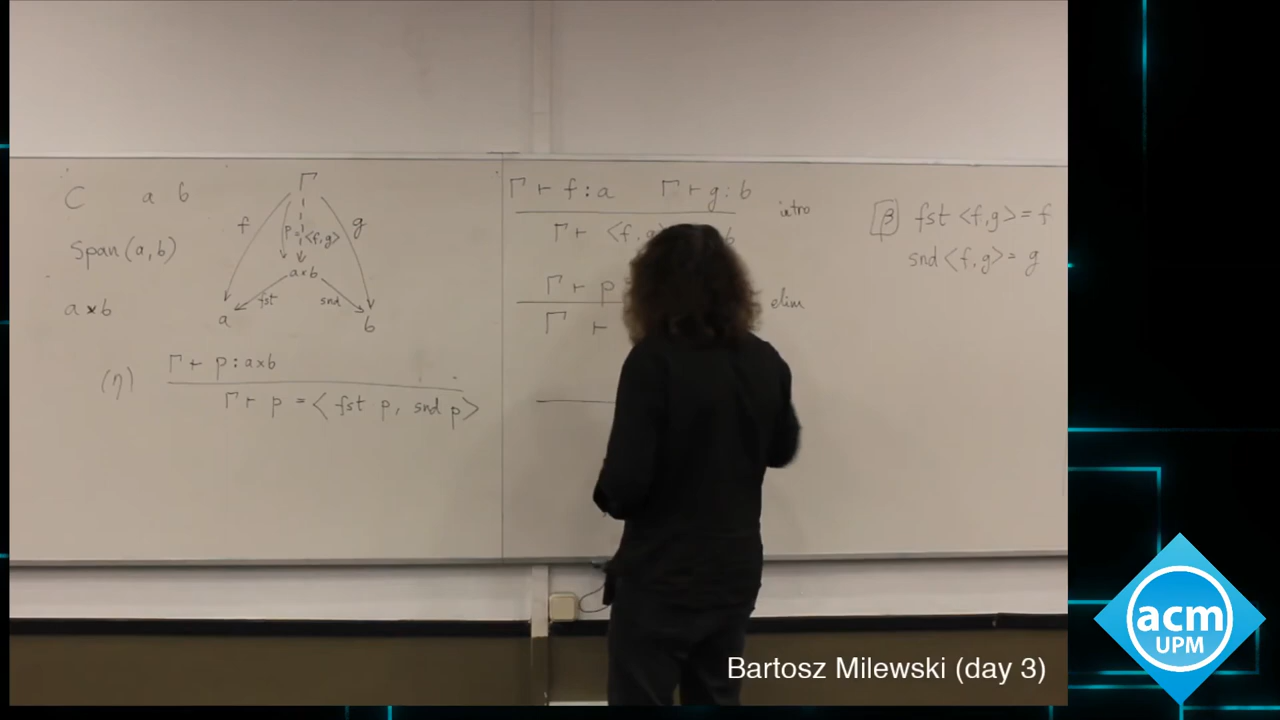 C a b
Span(a,b)
a×b
Γ
f p=<f,g> g
a×b
fst snd
a b
(η) Γ ⊢ p : a×b
Γ ⊢ p = < fst p, snd p >
Γ ⊢ f : a Γ ⊢ g : b
Γ ⊢ <f,g> b intro
Γ ⊢ p elim
Γ ⊢
β fst <f,g> = f
snd <f,g> = g
Bartosz Milewski (day 3)
acm
UPM